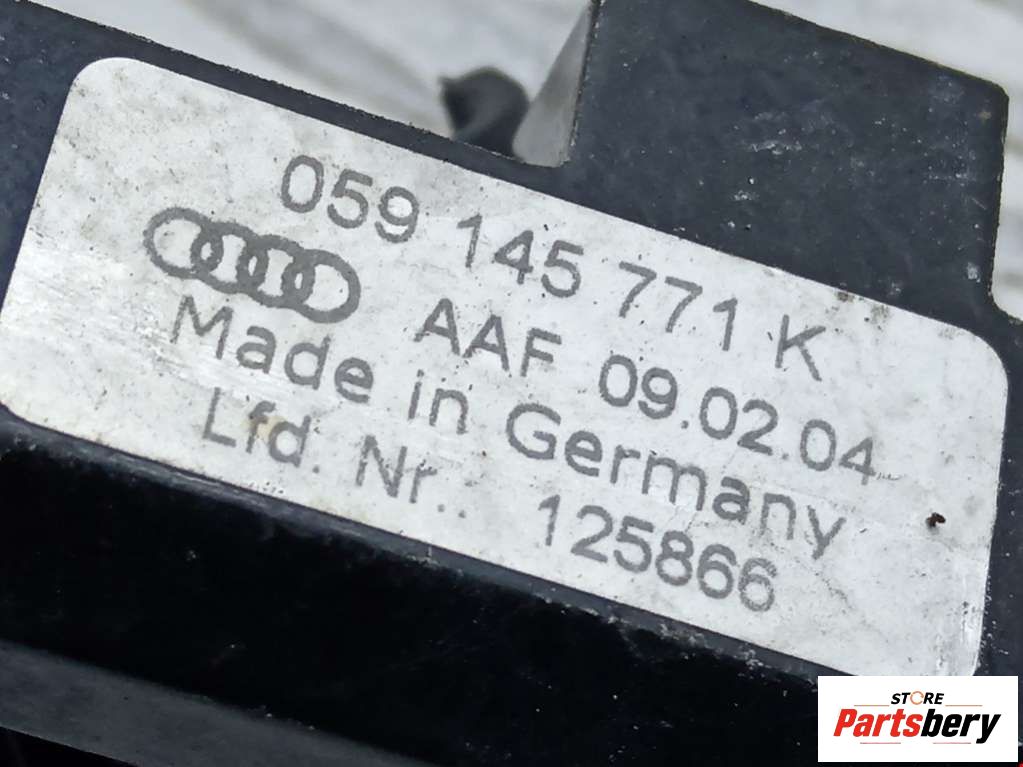 059 145 771 K
AAF 09.02.04
Made in Germany
Lfd. Nr.: 125866
STORE
Partsbery